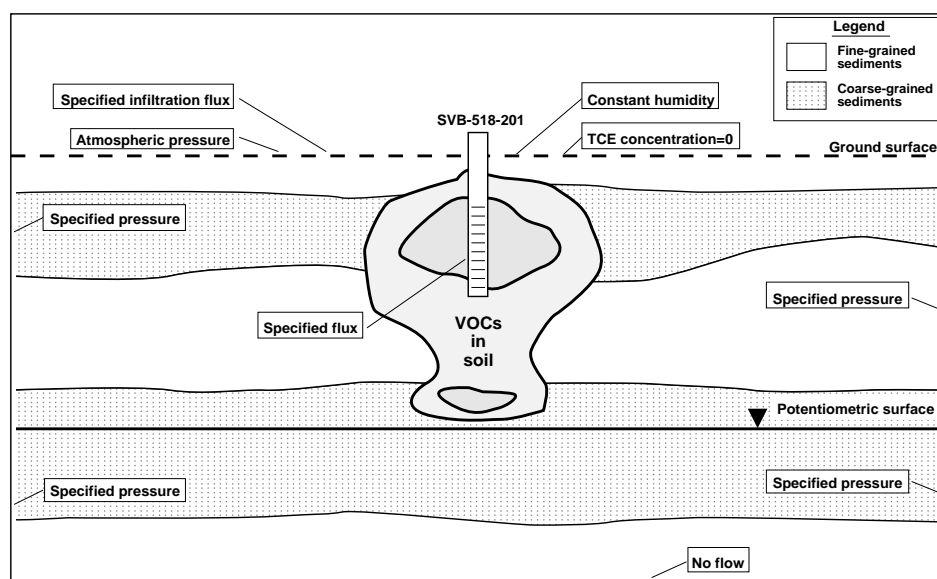 Legend
Fine-grained
sediments
Coarse-grained
sediments
Specified infiltration flux
Constant humidity
SVB-518-201
Atmospheric pressure
TCE concentration=0
Ground surface
Specified pressure
Specified pressure
Specified flux
VOCs
in
soil
Potentiometric surface
Specified pressure
Specified pressure
No flow